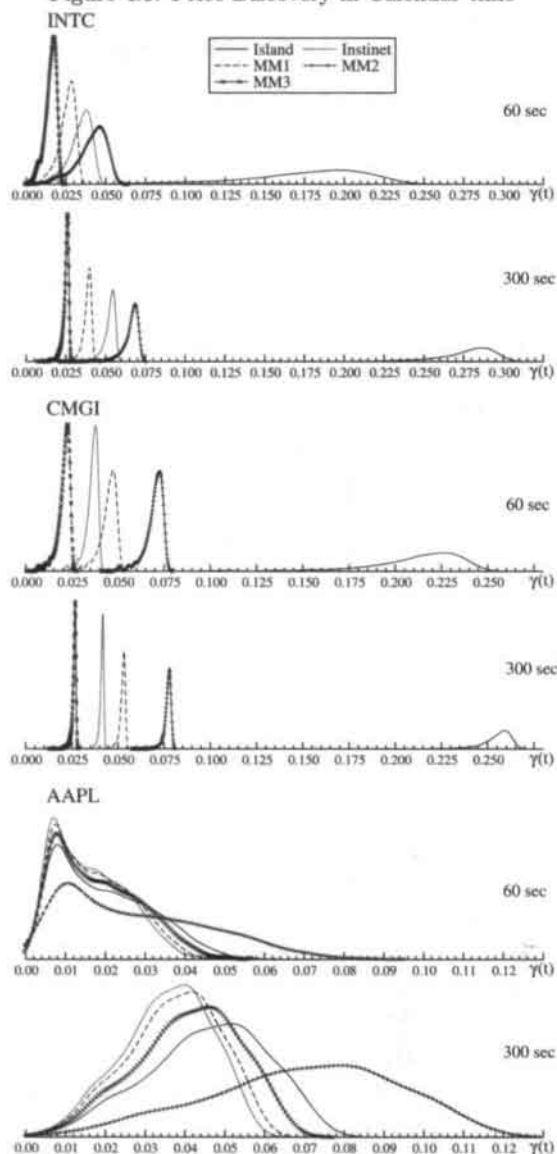 INTC
Island Instinet
MM1 MM2
MM3
60 sec
0.000 0.025 0.050 0.075 0.100 0.125 0.150 0.175 0.200 0.225 0.250 0.275 0.300 γ(t)
300 sec
0.000 0.025 0.050 0.075 0.100 0.125 0.150 0.175 0.200 0.225 0.250 0.275 0.300 γ(t)
CMGI
60 sec
0.000 0.025 0.050 0.075 0.100 0.125 0.150 0.175 0.200 0.225 0.250 γ(t)
300 sec
0.000 0.025 0.050 0.075 0.100 0.125 0.150 0.175 0.200 0.225 0.250 γ(t)
AAPL
60 sec
0.00 0.01 0.02 0.03 0.04 0.05 0.06 0.07 0.08 0.09 0.10 0.11 0.12 γ(t)
300 sec
0.00 0.01 0.02 0.03 0.04 0.05 0.06 0.07 0.08 0.09 0.10 0.11 0.12 γ(t)